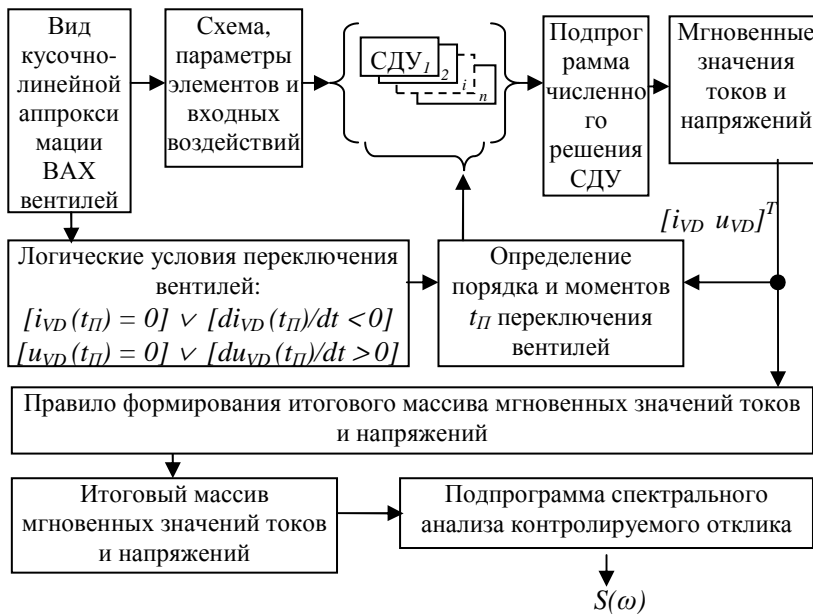 Вид
кусочно-
линейной
аппрокси
мации
ВАХ
вентилей
Схема,
параметры
элементов и
входных
воздействий
СДУ1
2
i
n
Подпрог
рамма
численно
го
решения
СДУ
Мгновенные
значения
токов и
напряжений
[iVD uVD]T
Логические условия переключения
вентилей:
[iVD(tП) = 0] ∨ [diVD(tП)/dt <0]
[uVD(tП) = 0] ∨ [duVD(tП)/dt > 0]
Определение
порядка и моментов
tП переключения
вентилей
Правило формирования итогового массива мгновенных значений токов
и напряжений
Итоговый массив
мгновенных значений токов
и напряжений
Подпрограмма спектрального
анализа контролируемого отклика
S(ω)